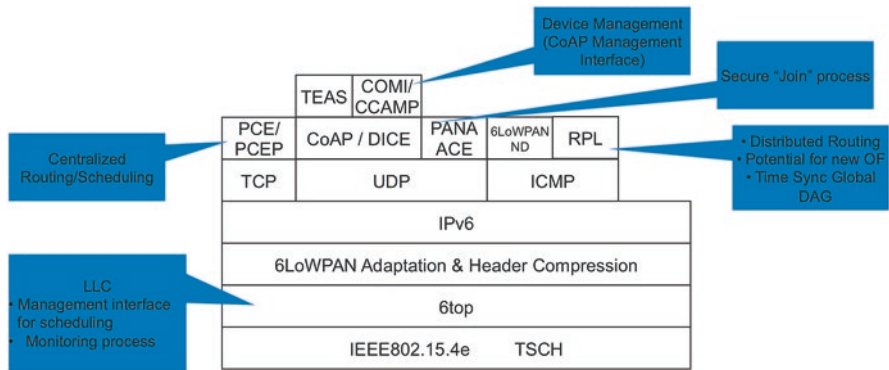 Device Management
(CoAP Management
Interface)
Secure "Join" process
TEAS
COMI/
CCAMP
PCE/
PCEP
CoAP / DICE
PANA
ACE
6LoWPAN
ND
RPL
Centralized
Routing/Scheduling
• Distributed Routing
• Potential for new OF
• Time Sync Global
DAG
TCP
UDP
ICMP
IPv6
6LoWPAN Adaptation & Header Compression
LLC
• Management interface
for scheduling
• Monitoring process
6top
IEEE802.15.4e TSCH